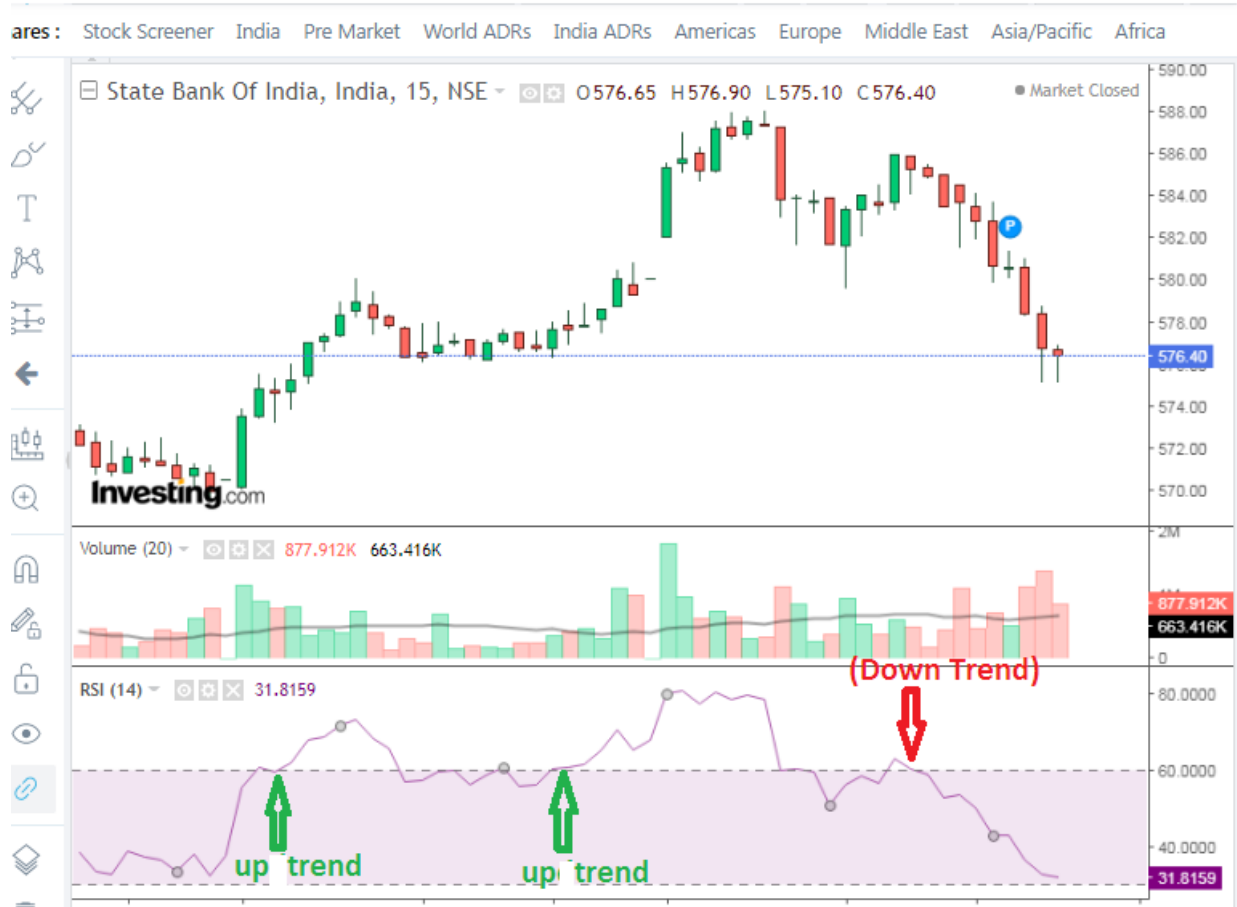 ares : Stock Screener India Pre Market World ADRs India ADRs Americas Europe Middle East Asia/Pacific Africa
State Bank Of India, India, 15, NSE O576.65 H576.90 L575.10 C576.40 Market Closed
590.00
588.00
586.00
584.00
P
582.00
580.00
578.00
576.40
574.00
572.00
570.00
Investing.com
Volume (20) 877.912K 663.416K
2M
877.912K
663.416K
0
(Down Trend)
RSI (14) 31.8159
80.0000
60.0000
40.0000
up trend
up trend
31.8159